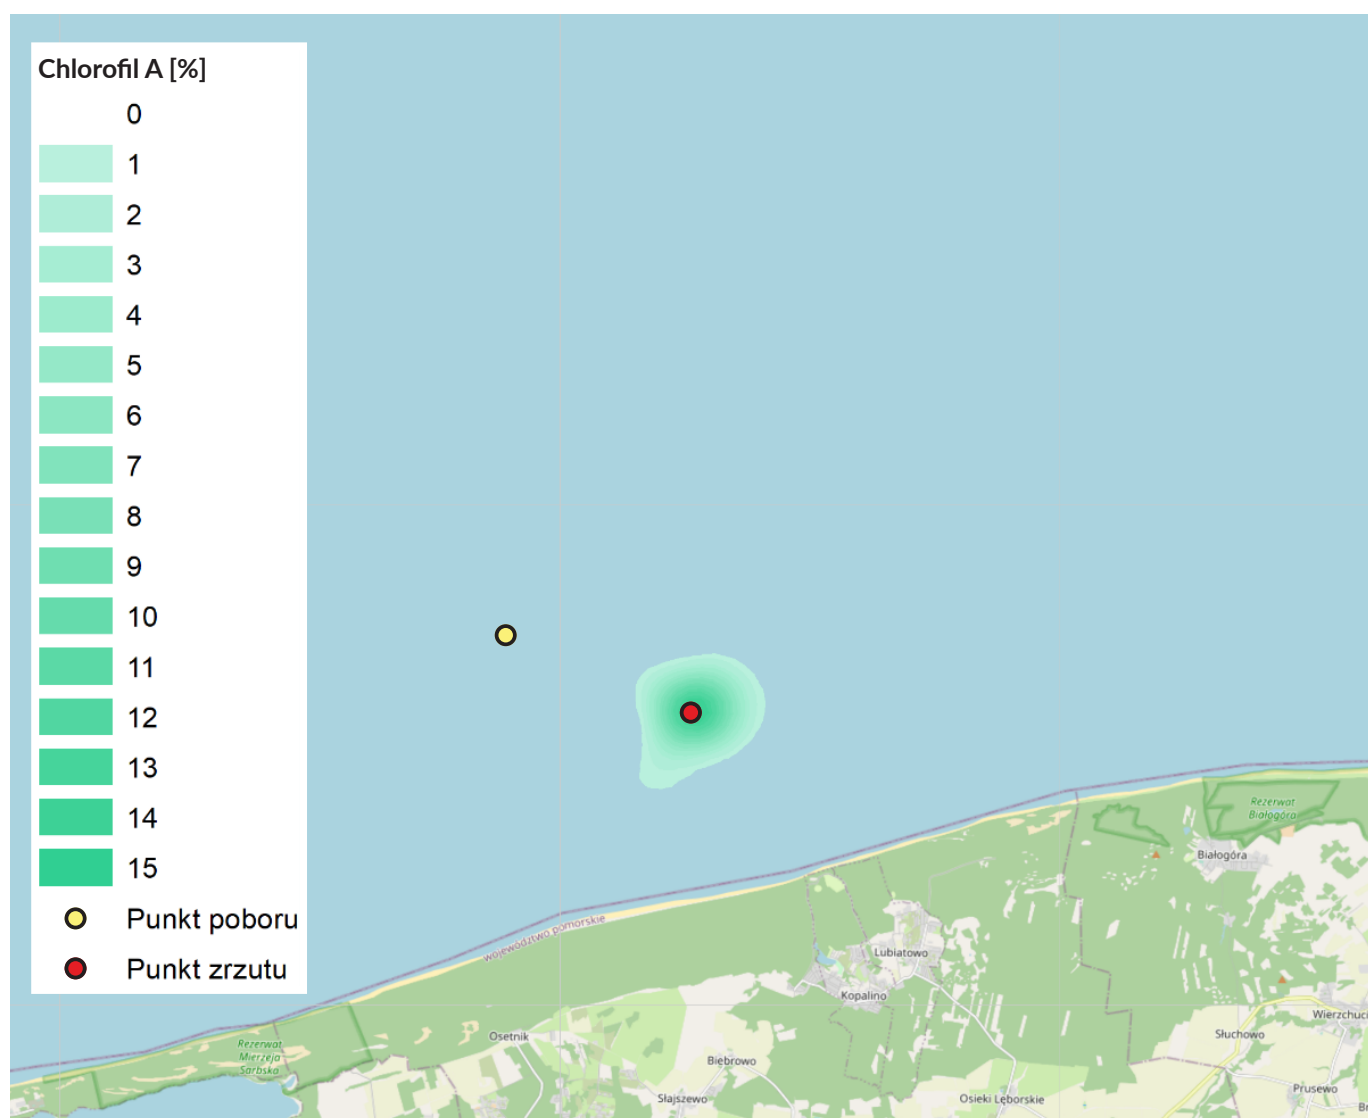 Chlorofil A [%]
0
1
2
3
4
5
6
7
8
9
10
11
12
13
14
15
Punkt poboru
Punkt zrzutu
Rezerwat
Białogóra
Białogóra
województwo pomorskie
Lubiatowo
Kopalino
Wierzchuci
Słuchowo
Osetnik
Rezerwat
Mierzeja
Sarbska
Biebrowo
Prusewo
Słajszewo
Osieki Lęborskie